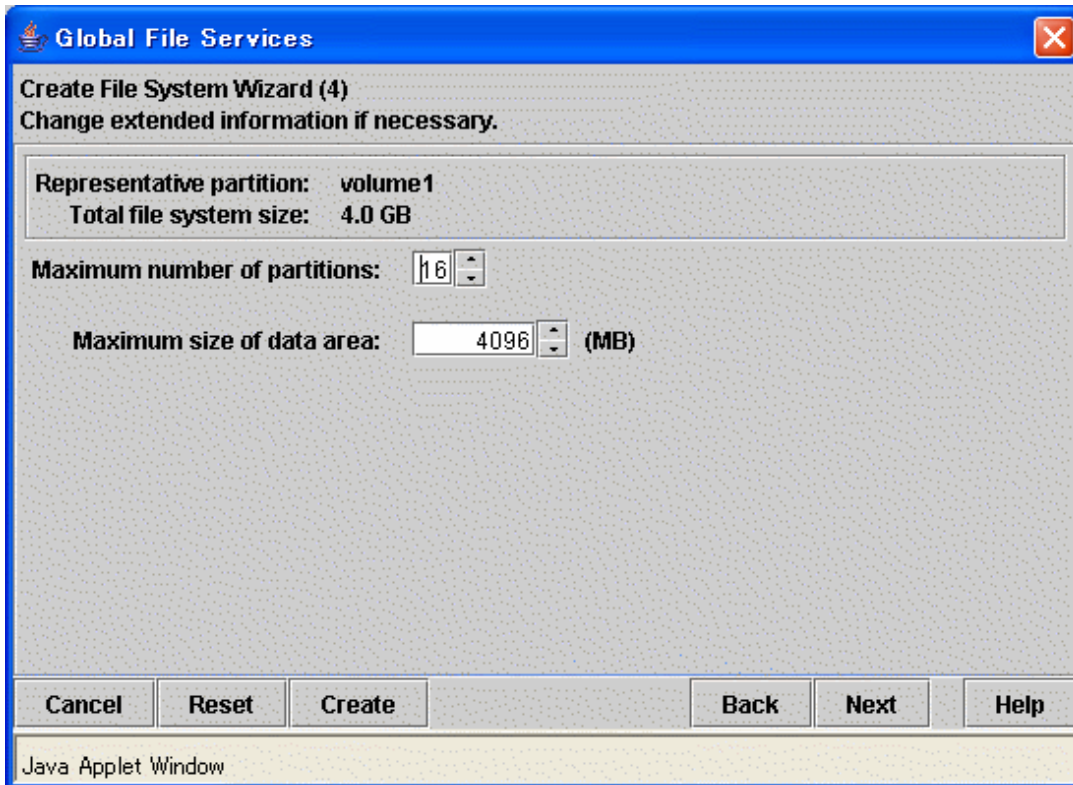 Global File Services
Create File System Wizard (4)
Change extended information if necessary.
Representative partition: volume1
Total file system size: 4.0 GB
Maximum number of partitions: 16
Maximum size of data area: 4096 (MB)
Cancel Reset Create Back Next Help
Java Applet Window